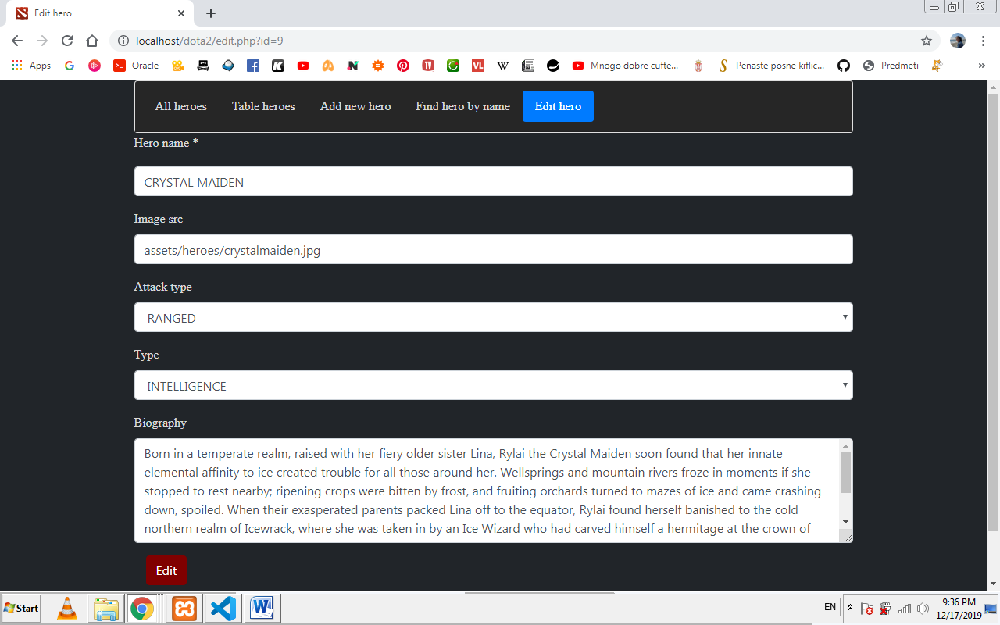 Edit hero
localhost/dota2/edit.php?id=9
Apps
Oracle
Mnogo dobre cufte...
Penaste posne kiflic...
Predmeti
All heroes Table heroes Add new hero Find hero by name Edit hero
Hero name *
CRYSTAL MAIDEN
Image src
assets/heroes/crystalmaiden.jpg
Attack type
RANGED
Type
INTELLIGENCE
Biography
Born in a temperate realm, raised with her fiery older sister Lina, Rylai the Crystal Maiden soon found that her innate
elemental affinity to ice created trouble for all those around her. Wellsprings and mountain rivers froze in moments if she
stopped to rest nearby; ripening crops were bitten by frost, and fruiting orchards turned to mazes of ice and came crashing
down, spoiled. When their exasperated parents packed Lina off to the equator, Rylai found herself banished to the cold
northern realm of Icewrack, where she was taken in by an Ice Wizard who had carved himself a hermitage at the crown of
Edit
Start
EN
9:36 PM
12/17/2019